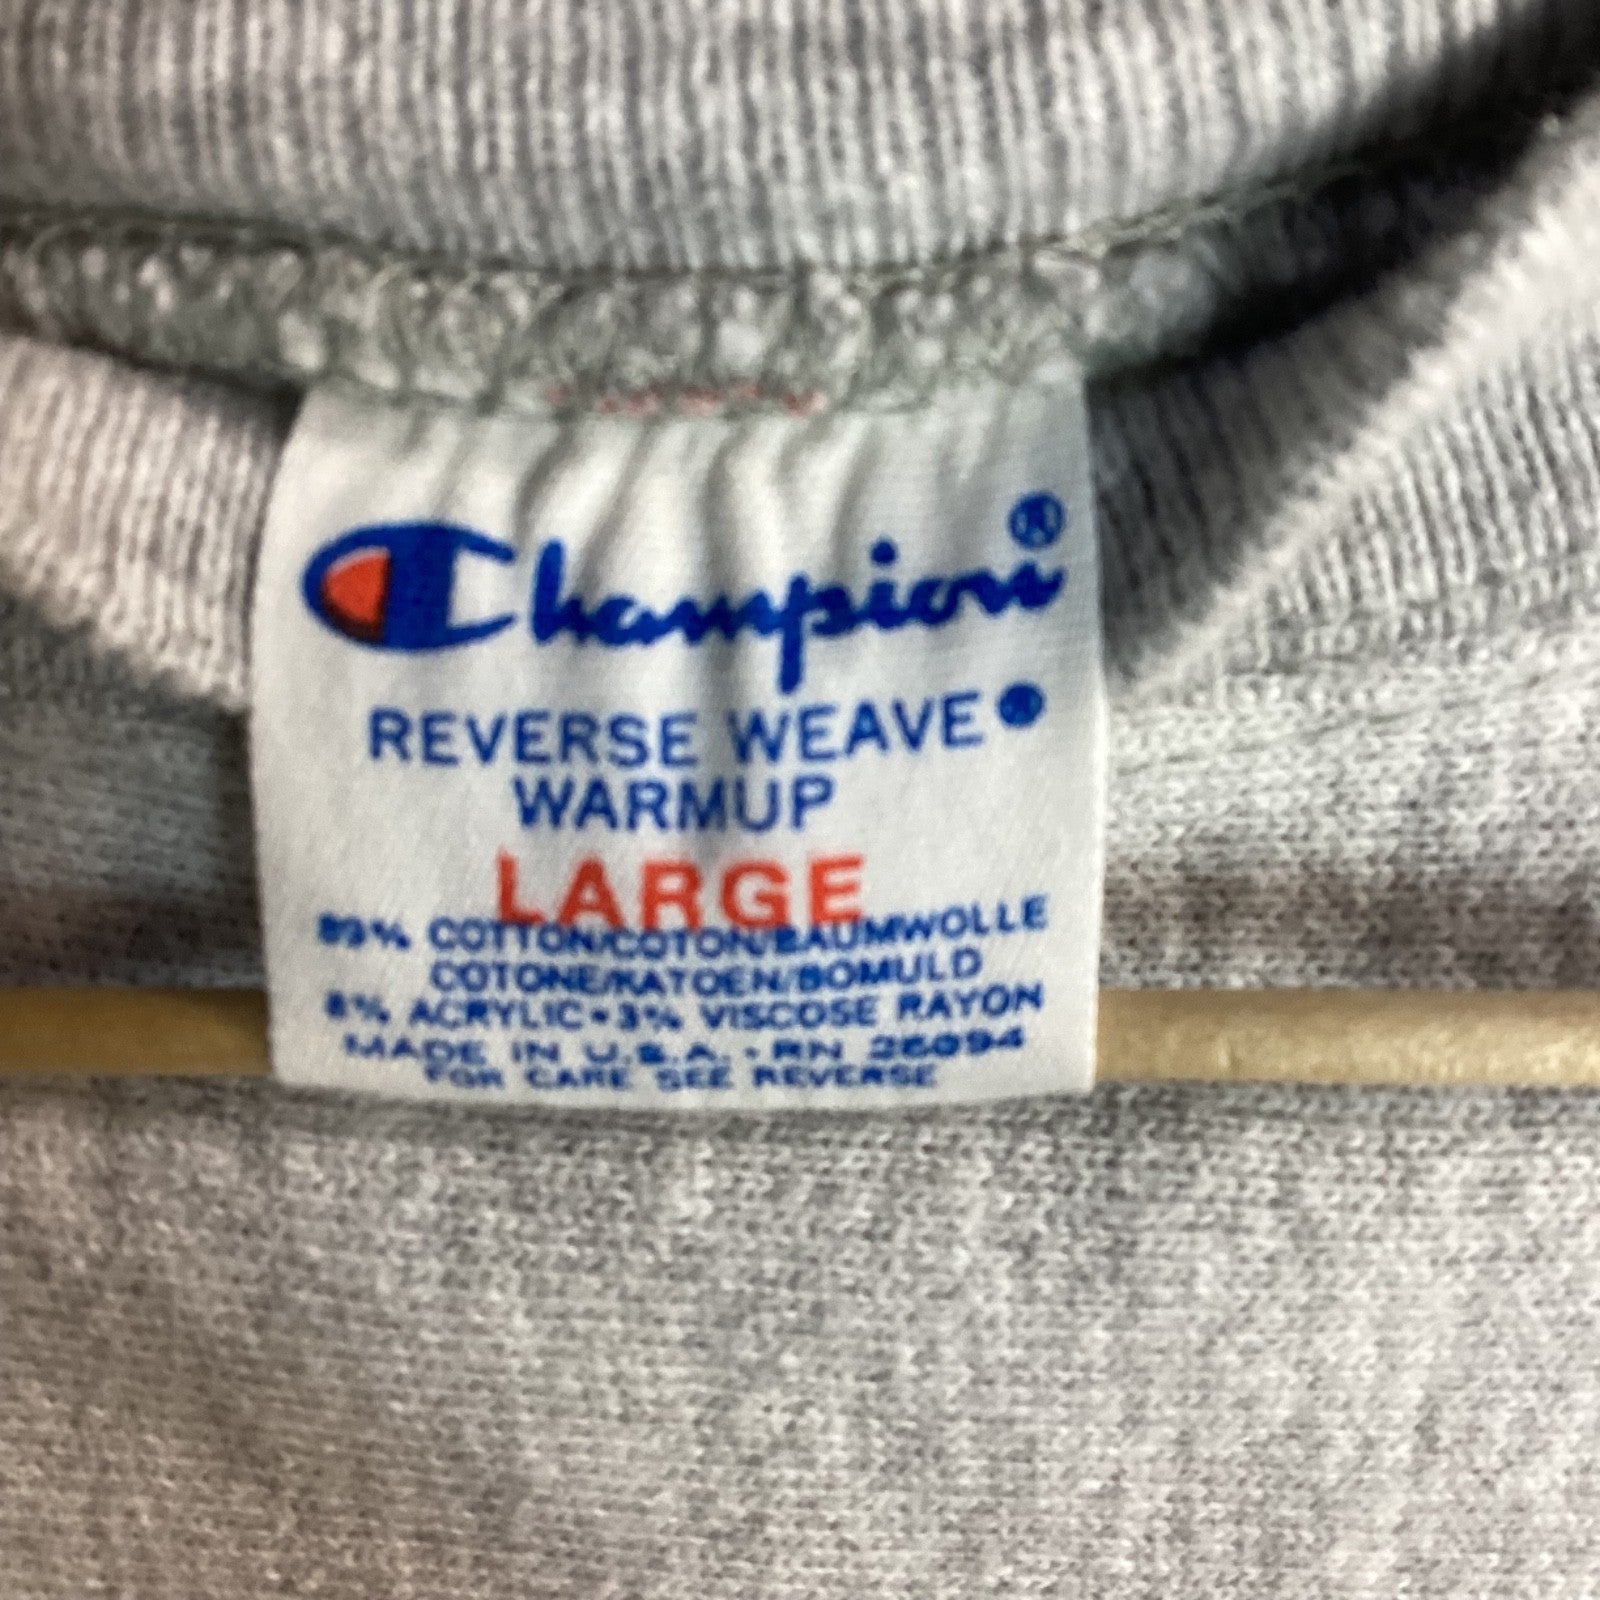 Champion®
REVERSE WEAVE®
WARMUP
LARGE
89% COTTON/COTON/BAUMWOLLE
COTONE/KATOEN/BOMULD
8% ACRYLIC • 3% VISCOSE RAYON
MADE IN U.S.A. • RN 26094
FOR CARE SEE REVERSE